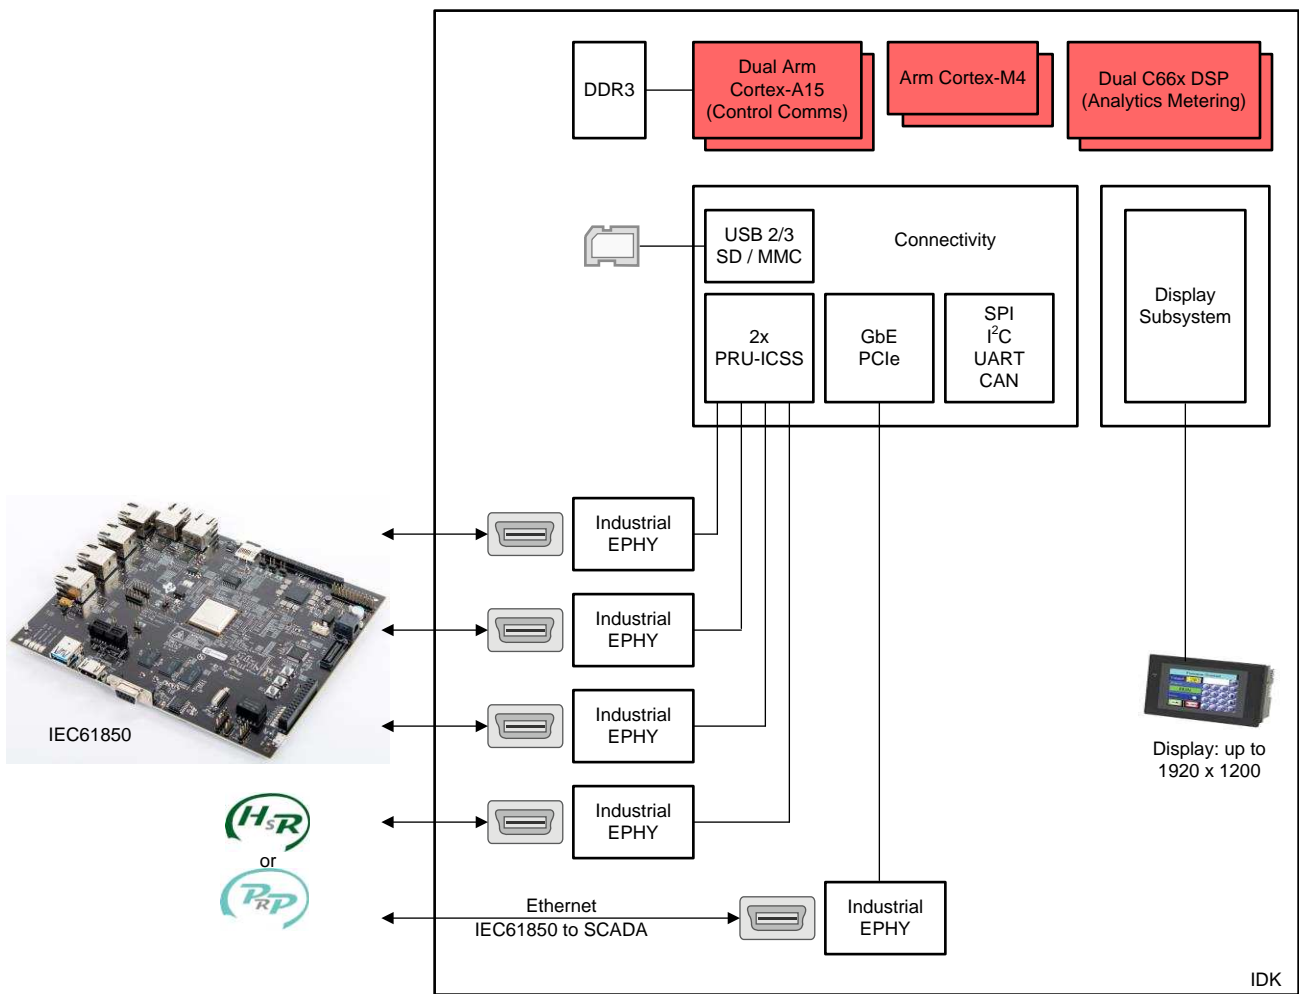 DDR3
Dual Arm
Cortex-A15
(Control Comms)
Arm Cortex-M4
Dual C66x DSP
(Analytics Metering)
USB 2/3
SD / MMC
Connectivity
2x
PRU-ICSS
GbE
PCIe
SPI
I²C
UART
CAN
Display
Subsystem
Industrial
EPHY
Industrial
EPHY
Industrial
EPHY
Industrial
EPHY
IEC61850
Display: up to
1920 x 1200
HSR
or
PRP
Ethernet
IEC61850 to SCADA
Industrial
EPHY
IDK